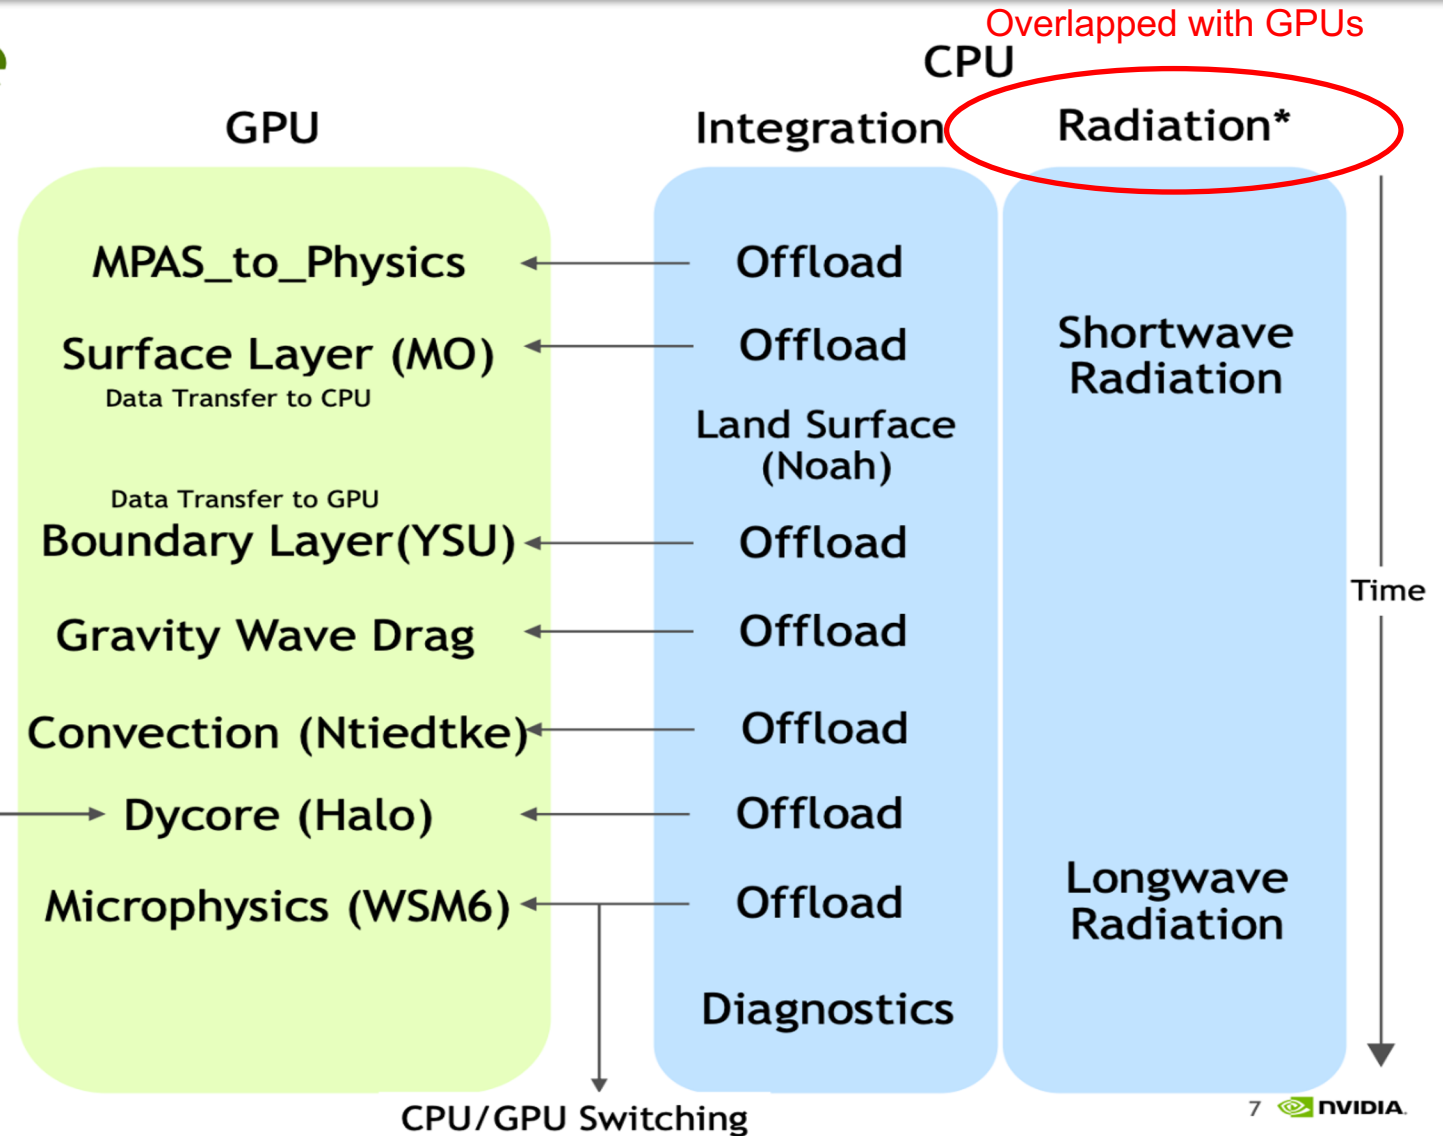 Overlapped with GPUs
CPU
GPU
Integration
Radiation*
MPAS_to_Physics
Offload
Surface Layer (MO)
Offload
Shortwave
Radiation
Data Transfer to CPU
Land Surface
(Noah)
Data Transfer to GPU
Boundary Layer(YSU)
Offload
Time
Gravity Wave Drag
Offload
Convection (Ntiedtke)
Offload
Dycore (Halo)
Offload
Microphysics (WSM6)
Offload
Longwave
Radiation
Diagnostics
CPU/GPU Switching
7 NVIDIA.